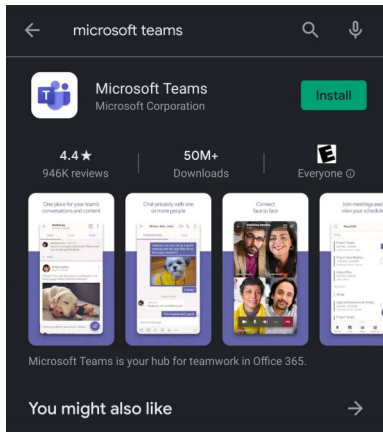 microsoft teams
Microsoft Teams
Microsoft Corporation
Install
4.4★
946K reviews
50M+
Downloads
E
Everyone
One place for your team's
conversations and content
Chat privately with one
or more people
Connect
face to face
Join meetings and
view your schedule
Microsoft Teams is your hub for teamwork in Office 365.
You might also like